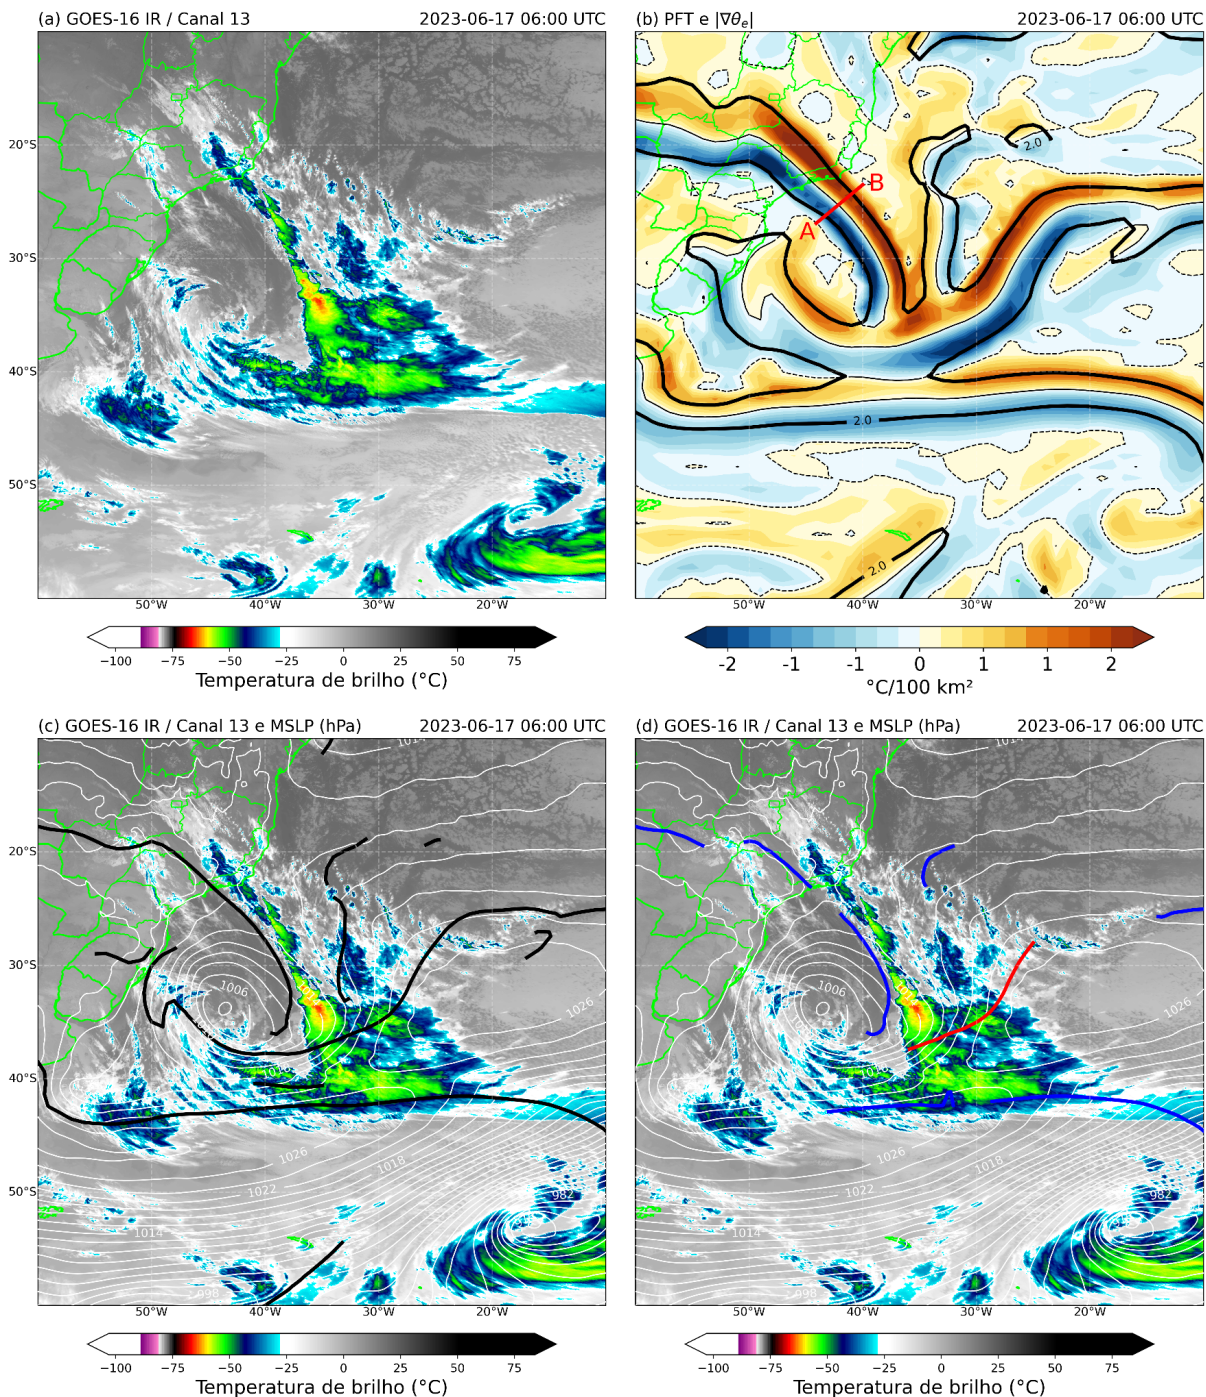 (a) GOES-16 IR / Canal 13 2023-06-17 06:00 UTC
20°S
30°S
40°S
50°S
50°W 40°W 30°W 20°W
−100 −75 −50 −25 0 25 50 75
Temperatura de brilho (°C)
(b) PFT e |∇θe| 2023-06-17 06:00 UTC
2.0
B
A
2.0
2.0
50°W 40°W 30°W 20°W
-2 -1 -1 0 1 1 2
°C/100 km²
(c) GOES-16 IR / Canal 13 e MSLP (hPa) 2023-06-17 06:00 UTC
1014
20°S
30°S
1006
1026
40°S
1026
1018
1022
50°S
982
1014
998
50°W 40°W 30°W 20°W
−100 −75 −50 −25 0 25 50 75
Temperatura de brilho (°C)
(d) GOES-16 IR / Canal 13 e MSLP (hPa) 2023-06-17 06:00 UTC
1006
1026
1026
1018
1022
982
1014
998
50°W 40°W 30°W 20°W
−100 −75 −50 −25 0 25 50 75
Temperatura de brilho (°C)